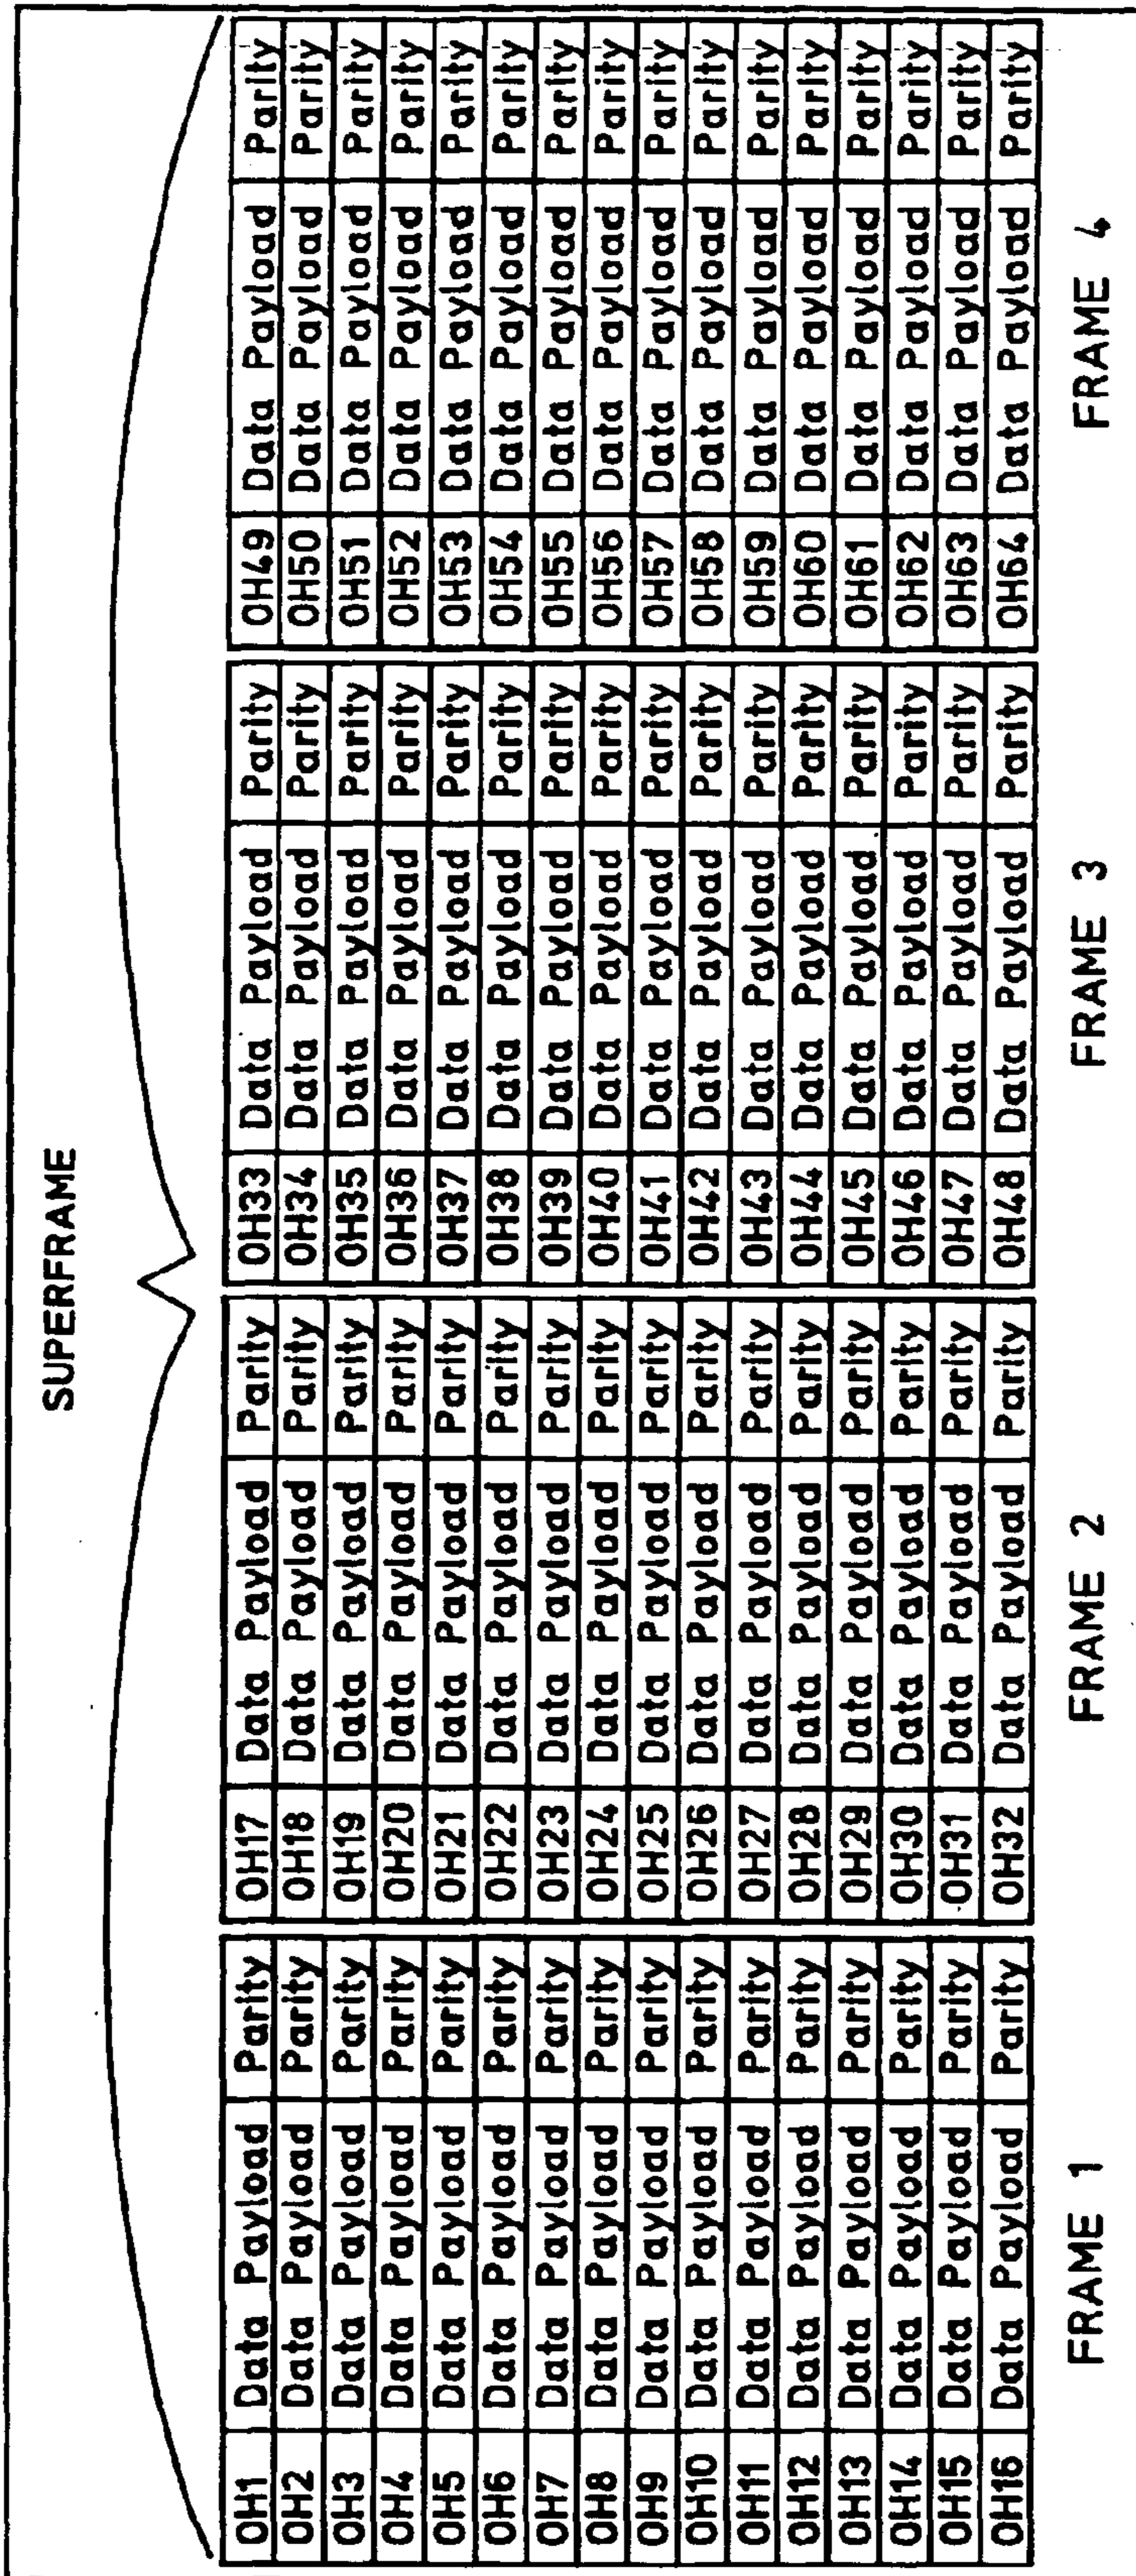 SUPERFRAME
OH1 Data Payload Parity OH17 Data Payload Parity OH33 Data Payload Parity OH49 Data Payload Parity
OH2 Data Payload Parity OH18 Data Payload Parity OH34 Data Payload Parity OH50 Data Payload Parity
OH3 Data Payload Parity OH19 Data Payload Parity OH35 Data Payload Parity OH51 Data Payload Parity
OH4 Data Payload Parity OH20 Data Payload Parity OH36 Data Payload Parity OH52 Data Payload Parity
OH5 Data Payload Parity OH21 Data Payload Parity OH37 Data Payload Parity OH53 Data Payload Parity
OH6 Data Payload Parity OH22 Data Payload Parity OH38 Data Payload Parity OH54 Data Payload Parity
OH7 Data Payload Parity OH23 Data Payload Parity OH39 Data Payload Parity OH55 Data Payload Parity
OH8 Data Payload Parity OH24 Data Payload Parity OH40 Data Payload Parity OH56 Data Payload Parity
OH9 Data Payload Parity OH25 Data Payload Parity OH41 Data Payload Parity OH57 Data Payload Parity
OH10 Data Payload Parity OH26 Data Payload Parity OH42 Data Payload Parity OH58 Data Payload Parity
OH11 Data Payload Parity OH27 Data Payload Parity OH43 Data Payload Parity OH59 Data Payload Parity
OH12 Data Payload Parity OH28 Data Payload Parity OH44 Data Payload Parity OH60 Data Payload Parity
OH13 Data Payload Parity OH29 Data Payload Parity OH45 Data Payload Parity OH61 Data Payload Parity
OH14 Data Payload Parity OH30 Data Payload Parity OH46 Data Payload Parity OH62 Data Payload Parity
OH15 Data Payload Parity OH31 Data Payload Parity OH47 Data Payload Parity OH63 Data Payload Parity
OH16 Data Payload Parity OH32 Data Payload Parity OH48 Data Payload Parity OH64 Data Payload Parity
FRAME 1 FRAME 2 FRAME 3 FRAME 4